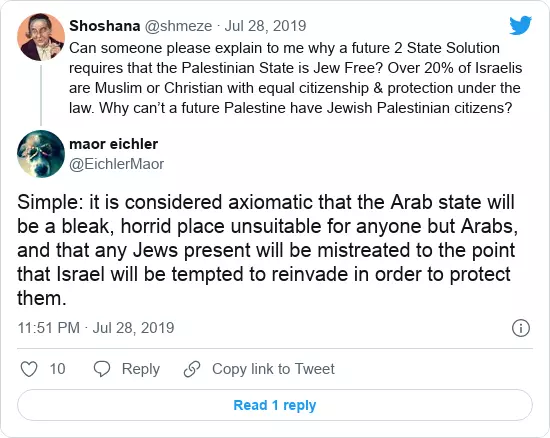 Shoshana @shmeze · Jul 28, 2019
Can someone please explain to me why a future 2 State Solution
requires that the Palestinian State is Jew Free? Over 20% of Israelis
are Muslim or Christian with equal citizenship & protection under the
law. Why can’t a future Palestine have Jewish Palestinian citizens?
maor eichler
@EichlerMaor
Simple: it is considered axiomatic that the Arab state will
be a bleak, horrid place unsuitable for anyone but Arabs,
and that any Jews present will be mistreated to the point
that Israel will be tempted to reinvade in order to protect
them.
11:51 PM · Jul 28, 2019
10 Reply Copy link to Tweet
Read 1 reply